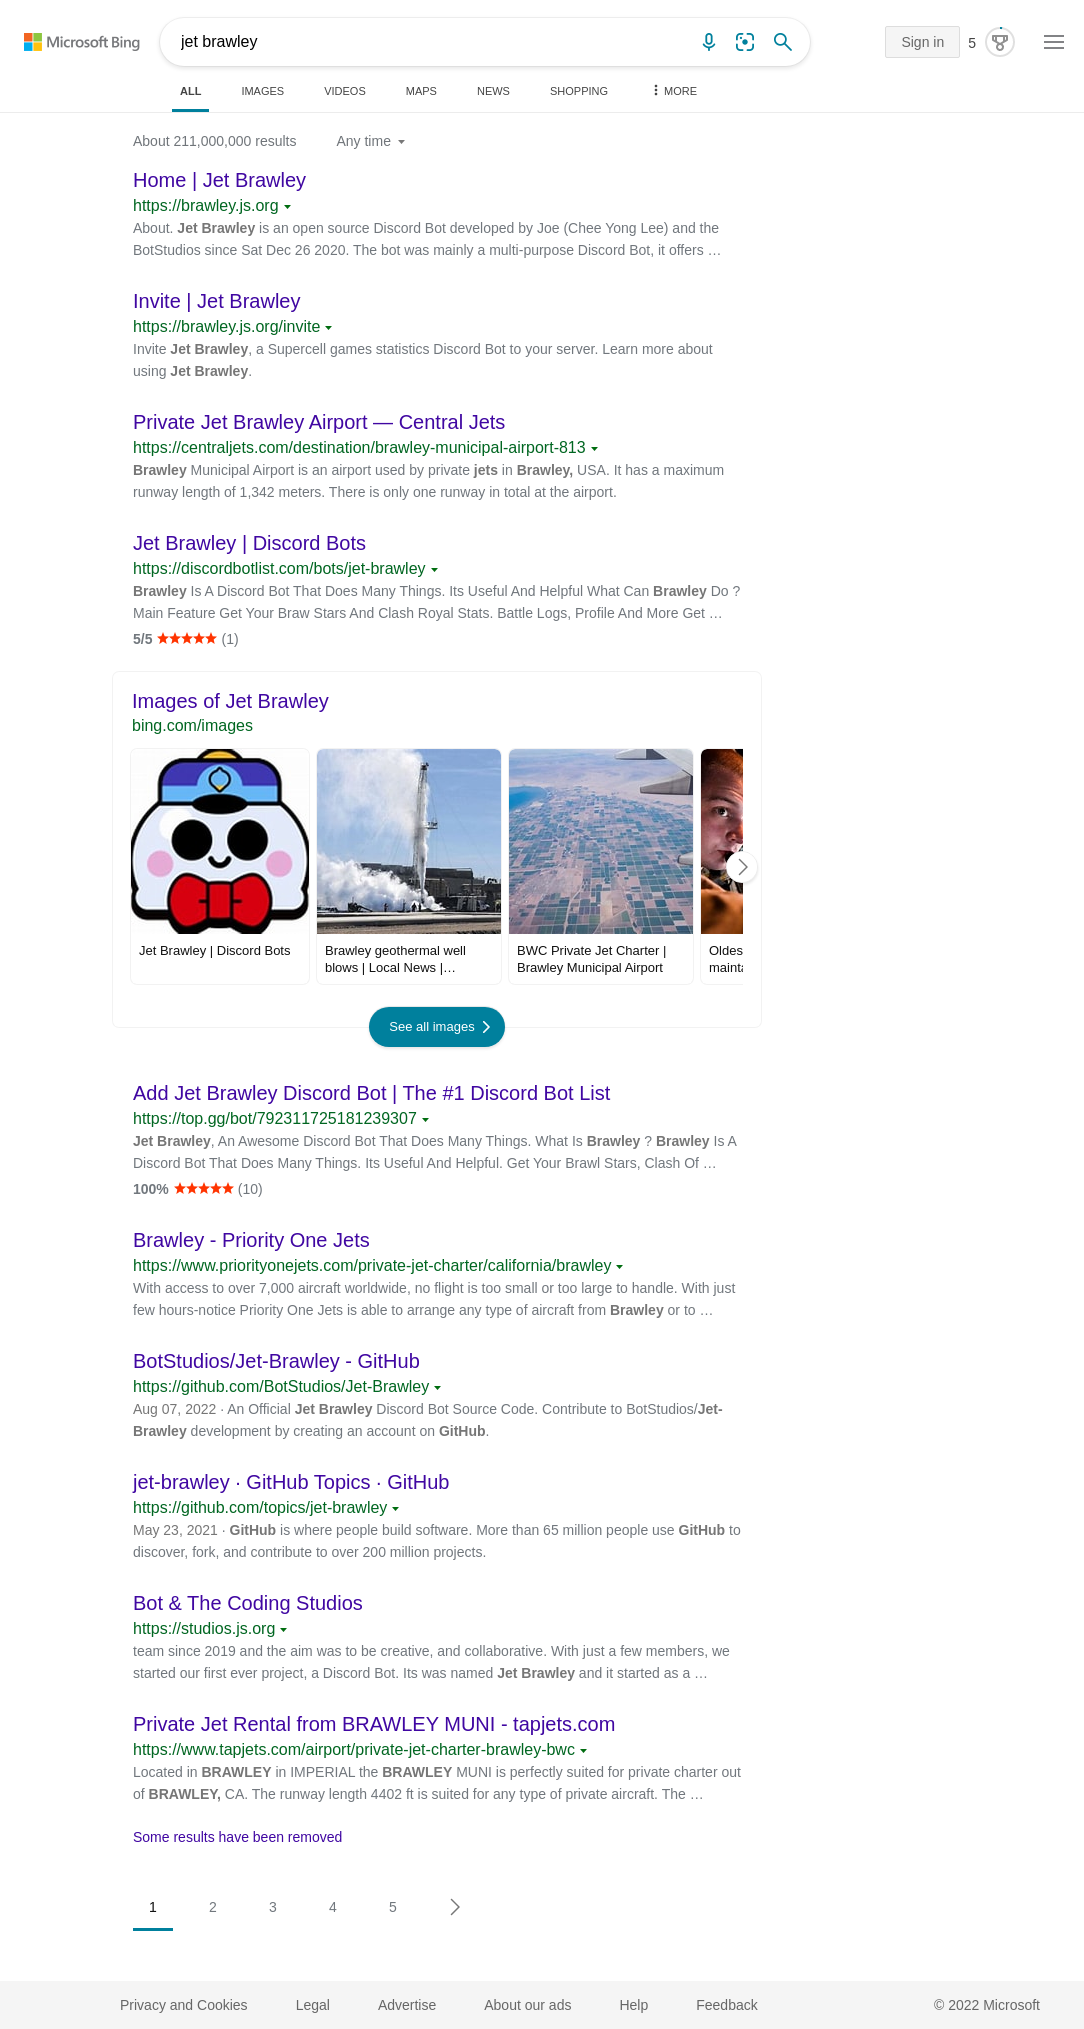 Microsoft Bing
jet brawley
Sign in
5
ALL IMAGES VIDEOS MAPS NEWS SHOPPING MORE
About 211,000,000 results Any time
Home | Jet Brawley
https://brawley.js.org
About. Jet Brawley is an open source Discord Bot developed by Joe (Chee Yong Lee) and the
BotStudios since Sat Dec 26 2020. The bot was mainly a multi-purpose Discord Bot, it offers …
Invite | Jet Brawley
https://brawley.js.org/invite
Invite Jet Brawley, a Supercell games statistics Discord Bot to your server. Learn more about
using Jet Brawley.
Private Jet Brawley Airport — Central Jets
https://centraljets.com/destination/brawley-municipal-airport-813
Brawley Municipal Airport is an airport used by private jets in Brawley, USA. It has a maximum
runway length of 1,342 meters. There is only one runway in total at the airport.
Jet Brawley | Discord Bots
https://discordbotlist.com/bots/jet-brawley
Brawley Is A Discord Bot That Does Many Things. Its Useful And Helpful What Can Brawley Do ?
Main Feature Get Your Braw Stars And Clash Royal Stats. Battle Logs, Profile And More Get …
5/5 ★★★★★ (1)
Images of Jet Brawley
bing.com/images
Jet Brawley | Discord Bots
Brawley geothermal well
blows | Local News |…
BWC Private Jet Charter |
Brawley Municipal Airport
Oldes
mainta
See all images
Add Jet Brawley Discord Bot | The #1 Discord Bot List
https://top.gg/bot/792311725181239307
Jet Brawley, An Awesome Discord Bot That Does Many Things. What Is Brawley ? Brawley Is A
Discord Bot That Does Many Things. Its Useful And Helpful. Get Your Brawl Stars, Clash Of …
100% ★★★★★ (10)
Brawley - Priority One Jets
https://www.priorityonejets.com/private-jet-charter/california/brawley
With access to over 7,000 aircraft worldwide, no flight is too small or too large to handle. With just
few hours-notice Priority One Jets is able to arrange any type of aircraft from Brawley or to …
BotStudios/Jet-Brawley - GitHub
https://github.com/BotStudios/Jet-Brawley
Aug 07, 2022 · An Official Jet Brawley Discord Bot Source Code. Contribute to BotStudios/Jet-
Brawley development by creating an account on GitHub.
jet-brawley · GitHub Topics · GitHub
https://github.com/topics/jet-brawley
May 23, 2021 · GitHub is where people build software. More than 65 million people use GitHub to
discover, fork, and contribute to over 200 million projects.
Bot & The Coding Studios
https://studios.js.org
team since 2019 and the aim was to be creative, and collaborative. With just a few members, we
started our first ever project, a Discord Bot. Its was named Jet Brawley and it started as a …
Private Jet Rental from BRAWLEY MUNI - tapjets.com
https://www.tapjets.com/airport/private-jet-charter-brawley-bwc
Located in BRAWLEY in IMPERIAL the BRAWLEY MUNI is perfectly suited for private charter out
of BRAWLEY, CA. The runway length 4402 ft is suited for any type of private aircraft. The …
Some results have been removed
1 2 3 4 5
Privacy and Cookies Legal Advertise About our ads Help Feedback © 2022 Microsoft